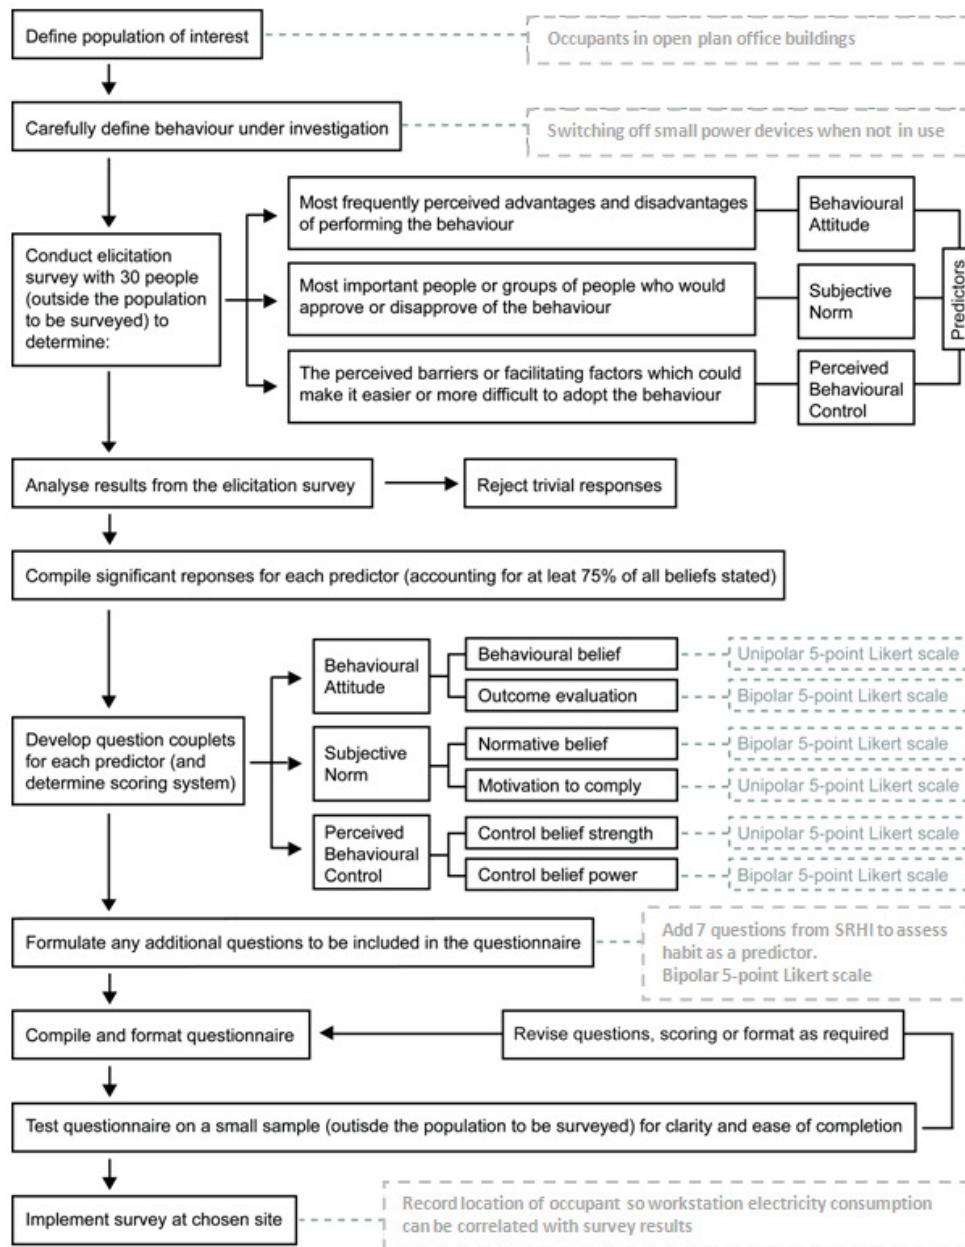 Define population of interest
Occupants in open plan office buildings
Carefully define behaviour under investigation
Switching off small power devices when not in use
Conduct elicitation
survey with 30 people
(outside the population
to be surveyed) to
determine:
Most frequently perceived advantages and disadvantages
of performing the behaviour
Behavioural
Attitude
Most important people or groups of people who would
approve or disapprove of the behaviour
Subjective
Norm
The perceived barriers or facilitating factors which could
make it easier or more difficult to adopt the behaviour
Perceived
Behavioural
Control
Predictors
Analyse results from the elicitation survey
Reject trivial responses
Compile significant reponses for each predictor (accounting for at leat 75% of all beliefs stated)
Develop question couplets
for each predictor (and
determine scoring system)
Behavioural
Attitude
Behavioural belief
Unipolar 5-point Likert scale
Outcome evaluation
Bipolar 5-point Likert scale
Subjective
Norm
Normative belief
Bipolar 5-point Likert scale
Motivation to comply
Unipolar 5-point Likert scale
Perceived
Behavioural
Control
Control belief strength
Unipolar 5-point Likert scale
Control belief power
Bipolar 5-point Likert scale
Formulate any additional questions to be included in the questionnaire
Add 7 questions from SRHI to assess
habit as a predictor.
Bipolar 5-point Likert scale
Compile and format questionnaire
Revise questions, scoring or format as required
Test questionnaire on a small sample (outisde the population to be surveyed) for clarity and ease of completion
Implement survey at chosen site
Record location of occupant so workstation electricity consumption
can be correlated with survey results